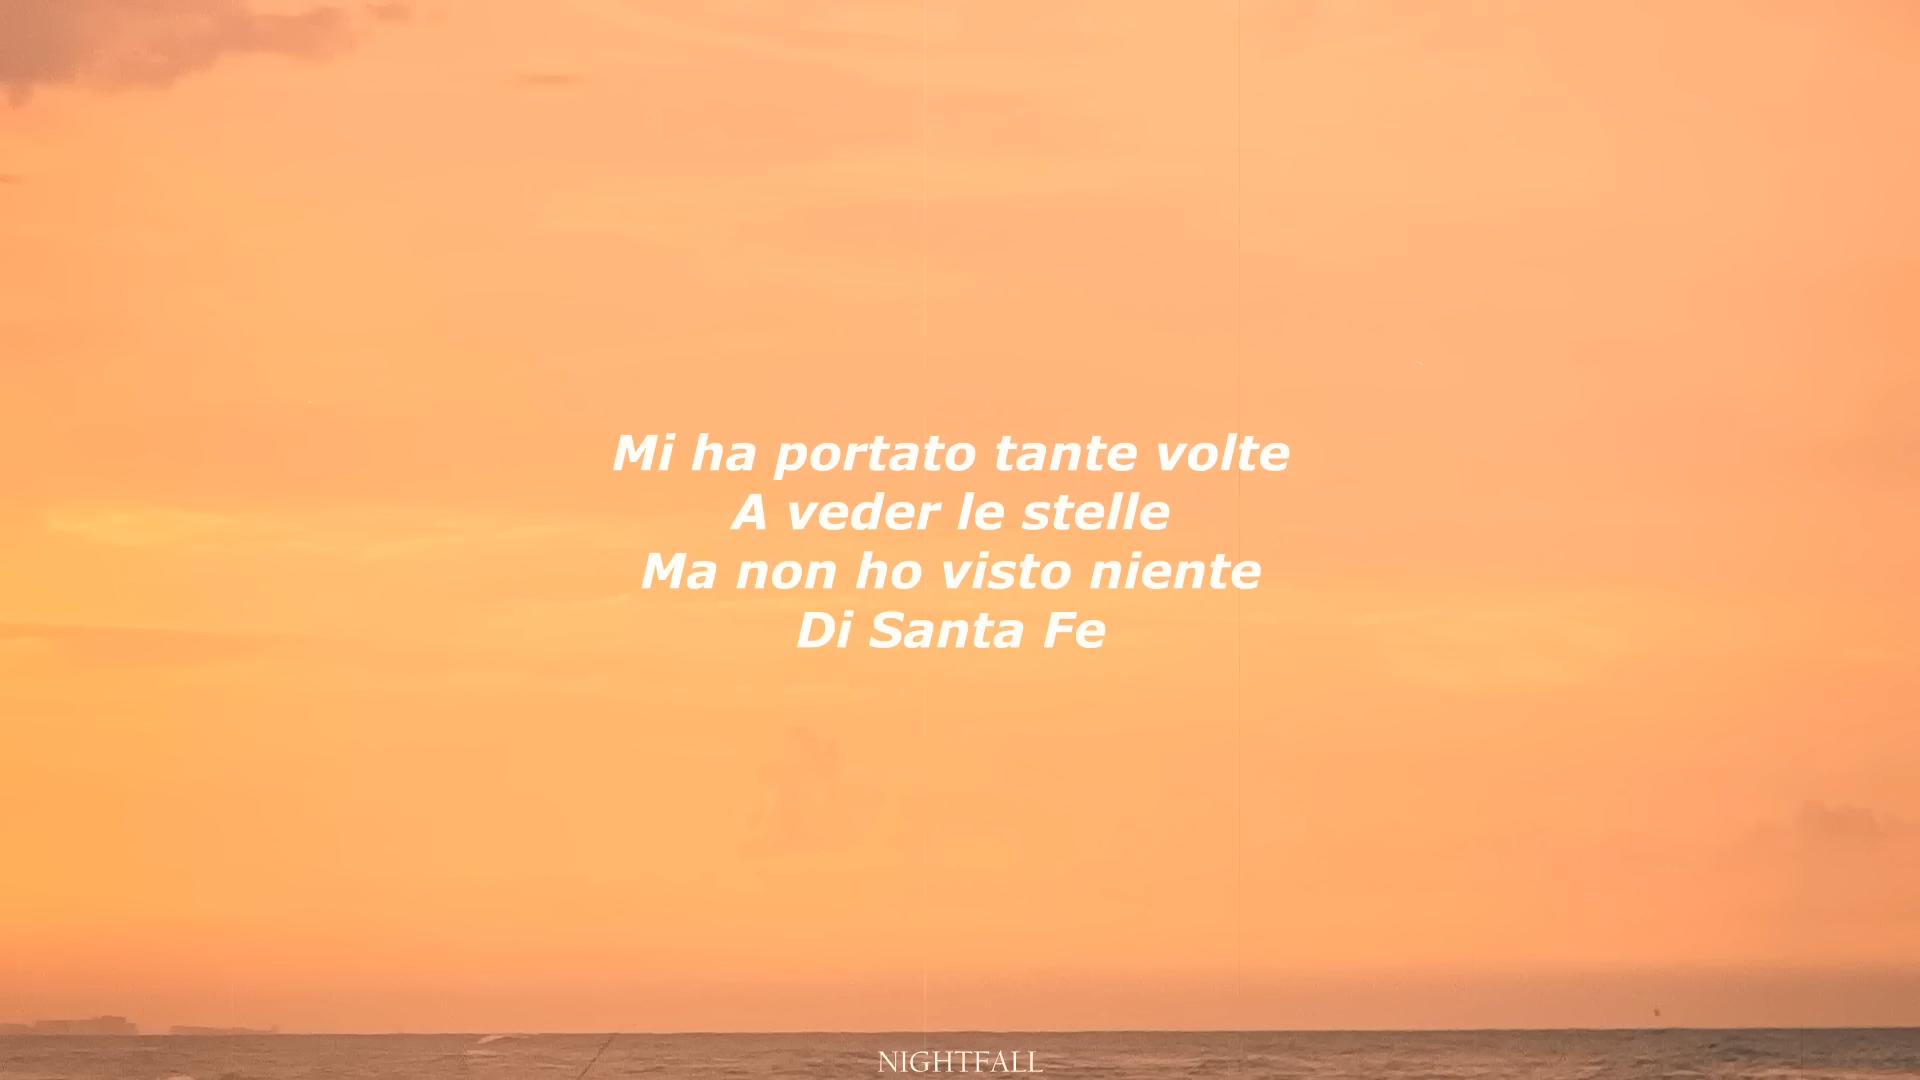 Mi ha portato tante volte
A veder le stelle
Ma non ho visto niente
Di Santa Fe
NIGHTFALL